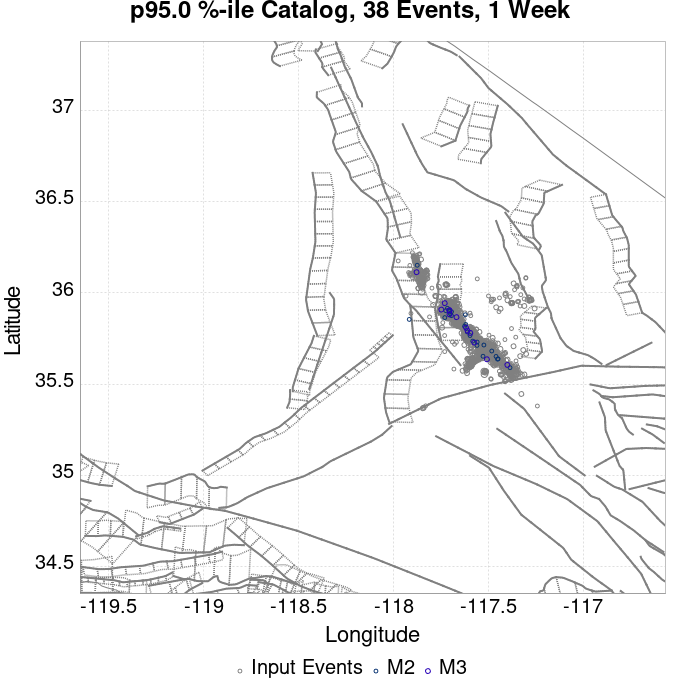 p95.0 %-ile Catalog, 38 Events, 1 Week
37
36.5
36
35.5
35
34.5
Latitude
-119.5 -119 -118.5 -118 -117.5 -117
Longitude
Input Events M2 M3